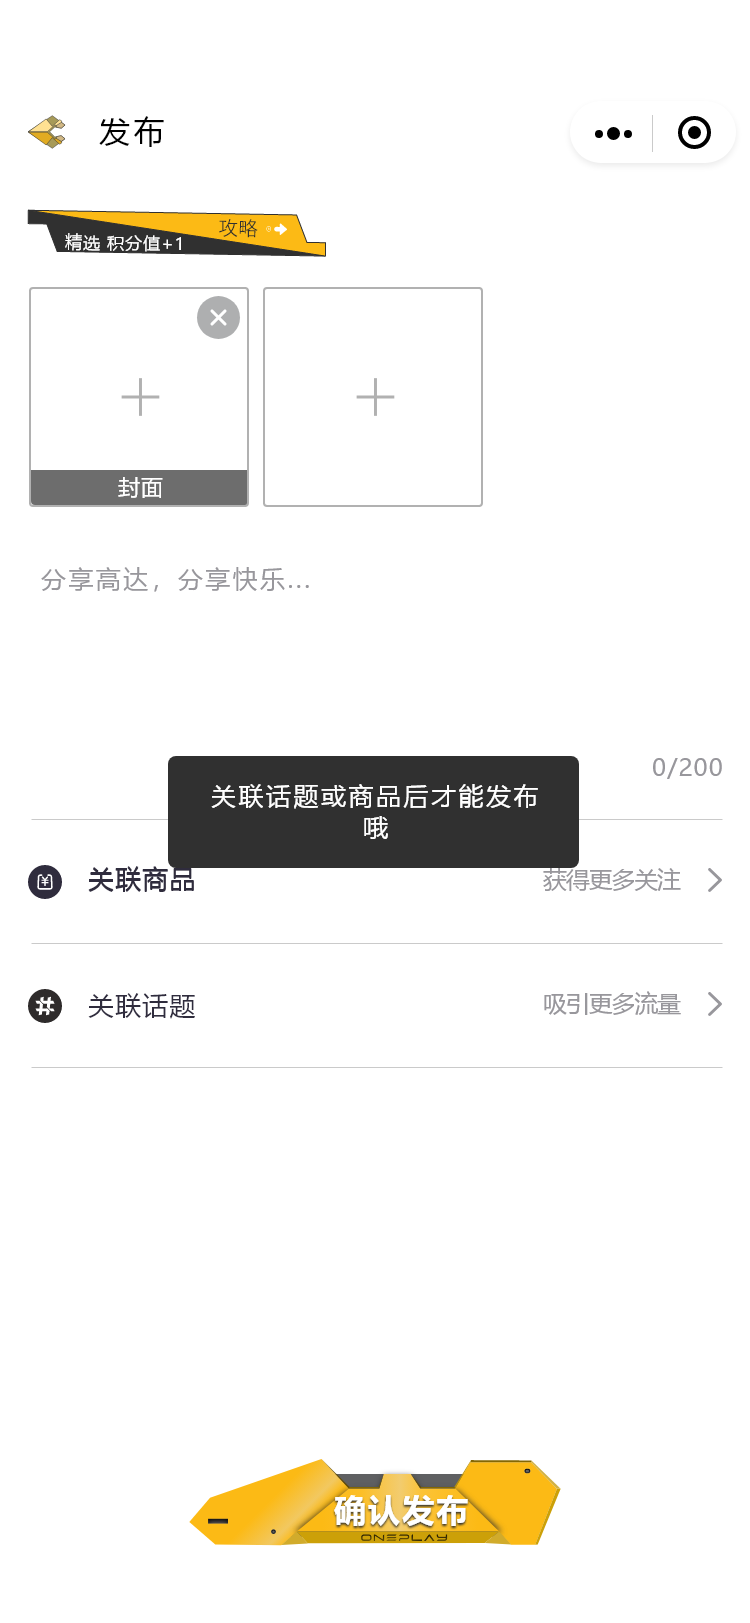 发布
攻略
精选 积分值+1
封面
分享高达，分享快乐...
0/200
关联话题或商品后才能发布
哦
关联商品
获得更多关注
关联话题
吸引更多流量
确认发布
ONEPLAY